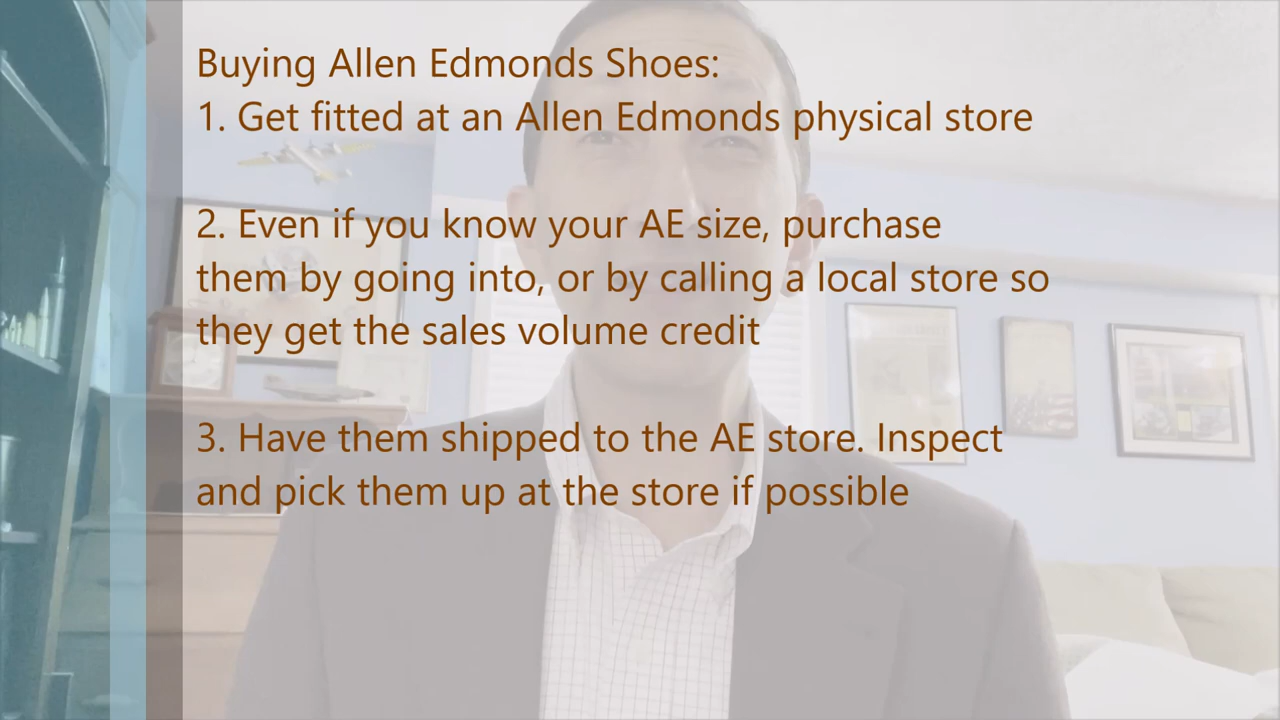 Buying Allen Edmonds Shoes:
1. Get fitted at an Allen Edmonds physical store
2. Even if you know your AE size, purchase
them by going into, or by calling a local store so
they get the sales volume credit
3. Have them shipped to the AE store. Inspect
and pick them up at the store if possible